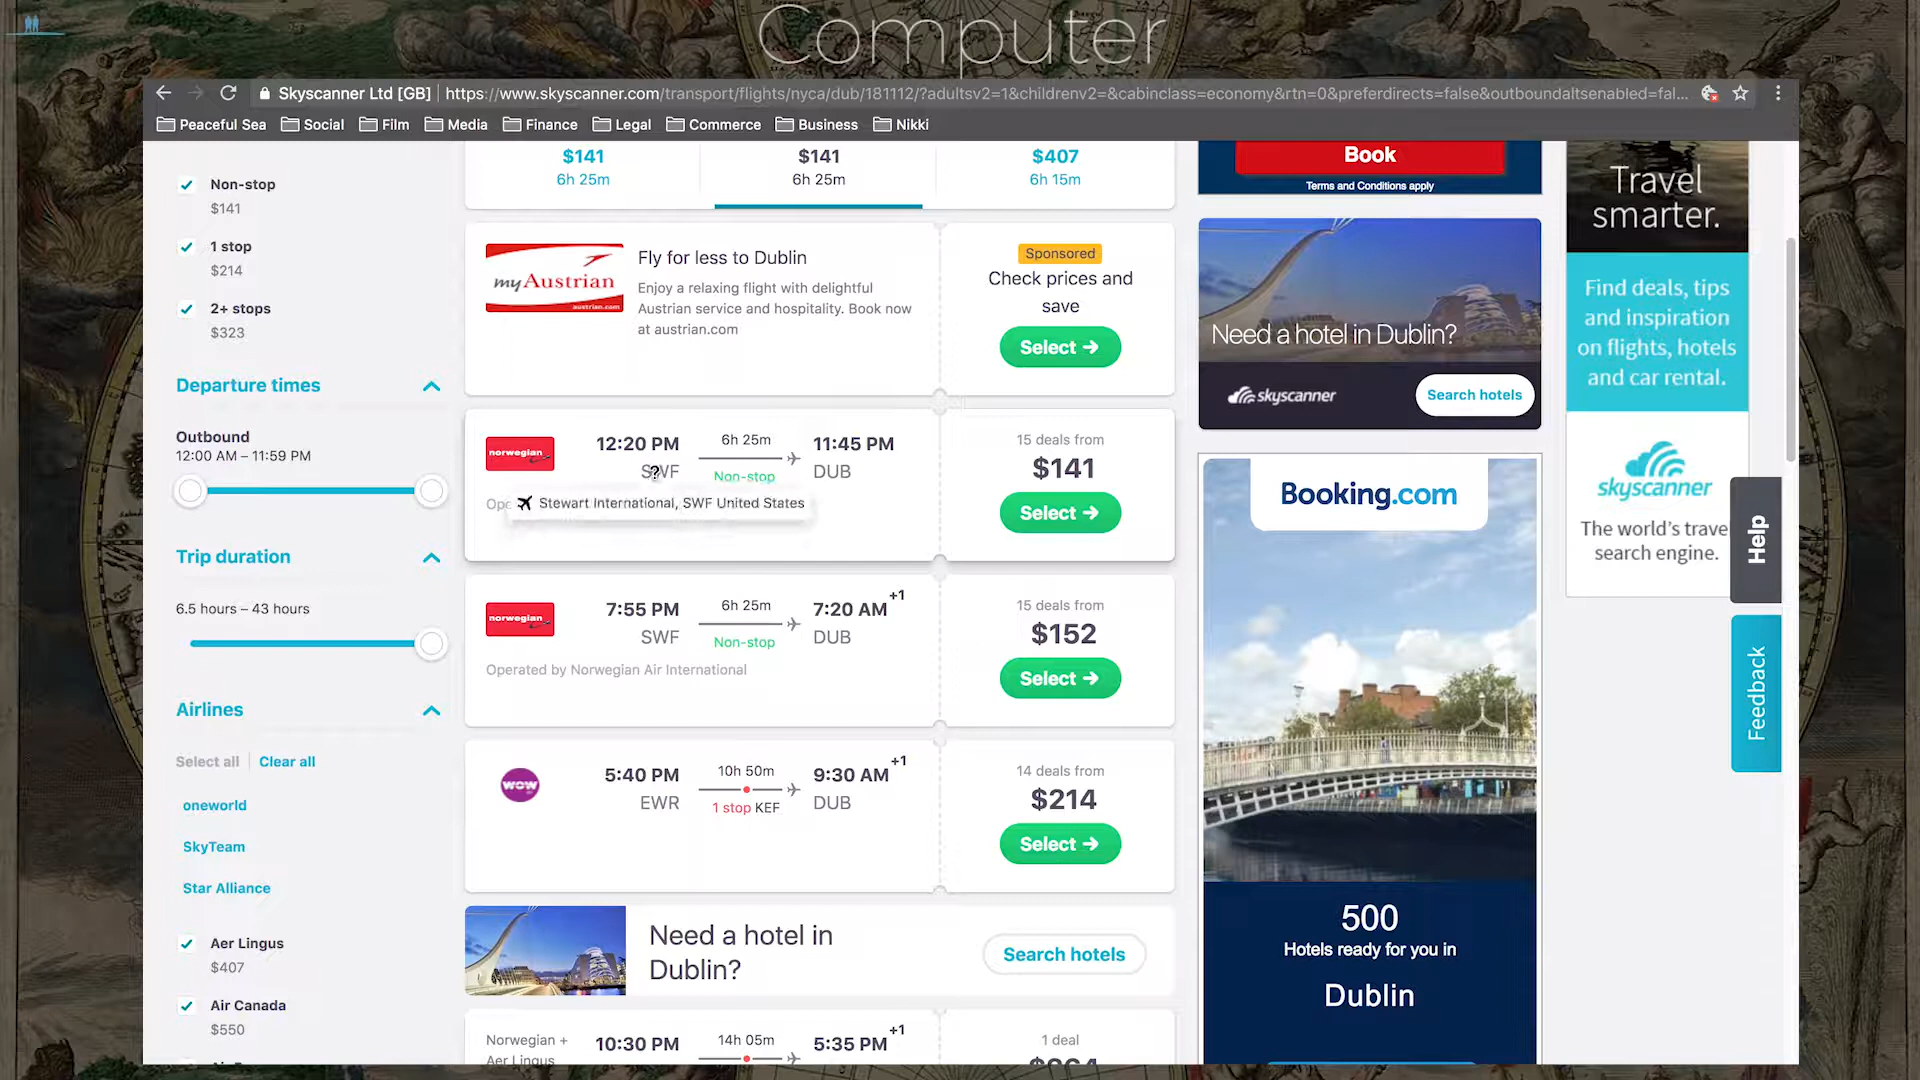 Computer
Skyscanner Ltd [GB] https://www.skyscanner.com/transport/flights/nyca/dub/181112/?adultsv2=1&childrenv2=&cabinclass=economy&rtn=0&preferdirects=false&outboundaltsenabled=fal...
Peaceful Sea Social Film Media Finance Legal Commerce Business Nikki
$141 $141 $407
6h 25m 6h 25m 6h 15m
Non-stop
$141
1 stop
$214
2+ stops
$323
Departure times
Outbound
12:00 AM – 11:59 PM
Trip duration
6.5 hours – 43 hours
Airlines
Select all Clear all
oneworld
SkyTeam
Star Alliance
Aer Lingus
$407
Air Canada
$550
myAustrian
austrian.com
Fly for less to Dublin
Enjoy a relaxing flight with delightful
Austrian service and hospitality. Book now
at austrian.com
Sponsored
Check prices and
save
Select
norwegian
12:20 PM 6h 25m 11:45 PM
SWF Non-stop DUB
Stewart International, SWF United States
15 deals from
$141
Select
norwegian
7:55 PM 6h 25m 7:20 AM +1
SWF Non-stop DUB
Operated by Norwegian Air International
15 deals from
$152
Select
WOW
5:40 PM 10h 50m 9:30 AM +1
EWR 1 stop KEF DUB
14 deals from
$214
Select
Need a hotel in
Dublin?
Search hotels
Norwegian +
Aer Lingus
10:30 PM 14h 05m 5:35 PM +1
1 deal
Book
Terms and Conditions apply
Need a hotel in Dublin?
skyscanner
Search hotels
Booking.com
500
Hotels ready for you in
Dublin
Travel
smarter.
Find deals, tips
and inspiration
on flights, hotels
and car rental.
skyscanner
The world's trave
search engine.
Help
Feedback